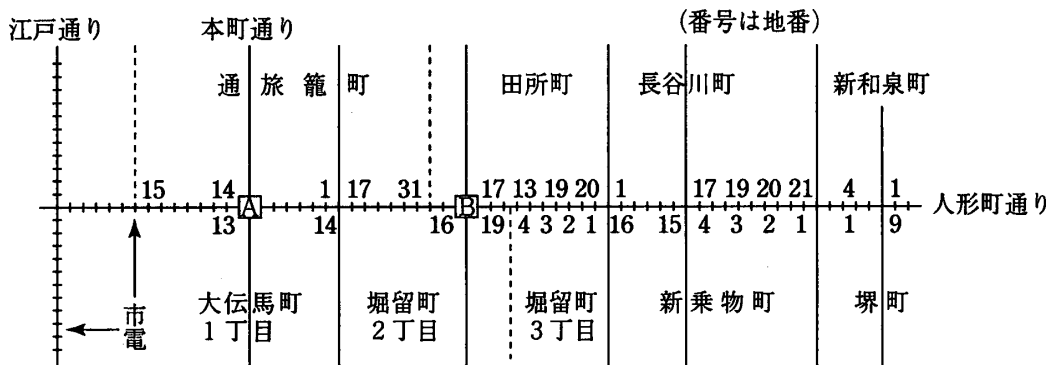 (番号は地番)
江戸通り
本町通り
通旅籠町
田所町
長谷川町
新和泉町
15 14 1 17 31 17 13 19 20 1 17 19 20 21 4 1
A
B
人形町通り
13 14 16 19 4 3 2 1 16 15 4 3 2 1 1 9
市電
大伝馬町
1丁目
堀留町
2丁目
堀留町
3丁目
新乗物町
堺町